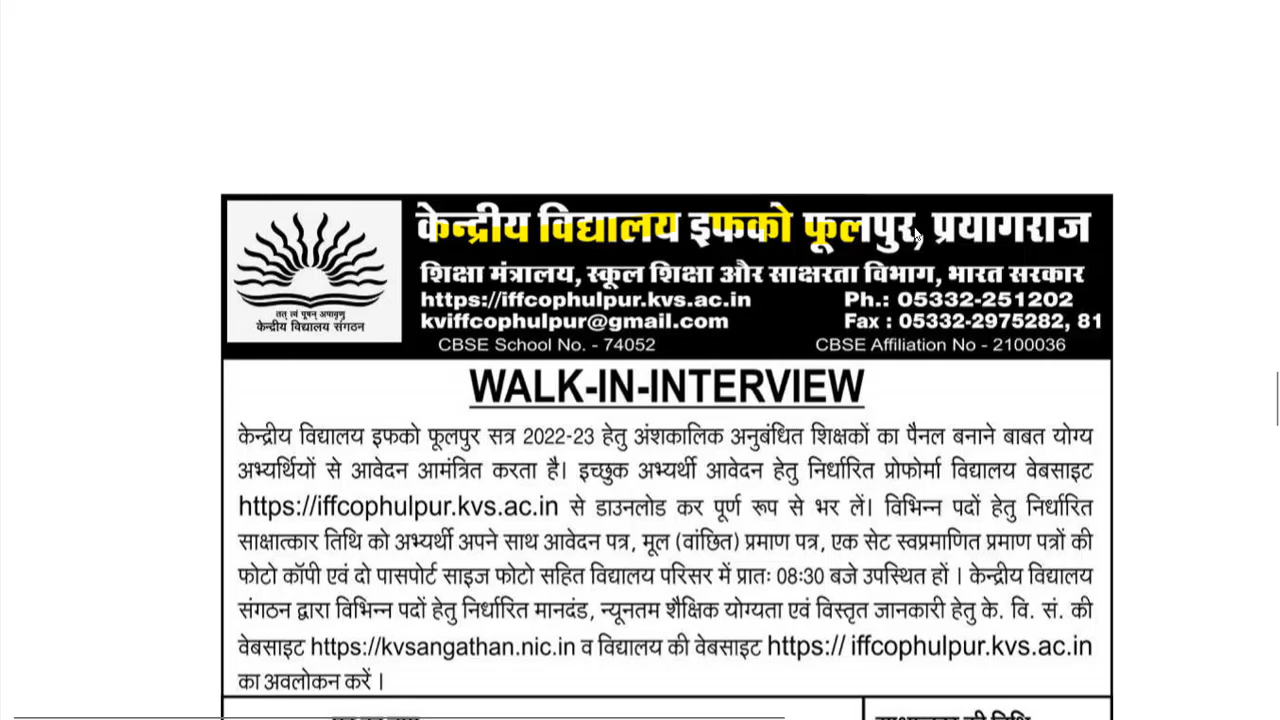 केन्द्रीय विद्यालय इफको फूलपुर, प्रयागराज
शिक्षा मंत्रालय, स्कूल शिक्षा और साक्षरता विभाग, भारत सरकार
https://iffcophulpur.kvs.ac.in Ph.: 05332-251202
kviffcophulpur@gmail.com Fax : 05332-2975282, 81
CBSE School No. - 74052 CBSE Affiliation No - 2100036
तत् त्वं पूषन् अपावृणु
केन्द्रीय विद्यालय संगठन
WALK-IN-INTERVIEW
केन्द्रीय विद्यालय इफको फूलपुर सत्र 2022-23 हेतु अंशकालिक अनुबंधित शिक्षकों का पैनल बनाने बाबत योग्य
अभ्यर्थियों से आवेदन आमंत्रित करता है। इच्छुक अभ्यर्थी आवेदन हेतु निर्धारित प्रोफोर्मा विद्यालय वेबसाइट
https://iffcophulpur.kvs.ac.in से डाउनलोड कर पूर्ण रूप से भर लें। विभिन्न पदों हेतु निर्धारित
साक्षात्कार तिथि को अभ्यर्थी अपने साथ आवेदन पत्र, मूल (वांछित) प्रमाण पत्र, एक सेट स्वप्रमाणित प्रमाण पत्रों की
फोटो कॉपी एवं दो पासपोर्ट साइज फोटो सहित विद्यालय परिसर में प्रातः 08:30 बजे उपस्थित हों । केन्द्रीय विद्यालय
संगठन द्वारा विभिन्न पदों हेतु निर्धारित मानदंड, न्यूनतम शैक्षिक योग्यता एवं विस्तृत जानकारी हेतु के. वि. सं. की
वेबसाइट https://kvsangathan.nic.in व विद्यालय की वेबसाइट https:// iffcophulpur.kvs.ac.in
का अवलोकन करें ।